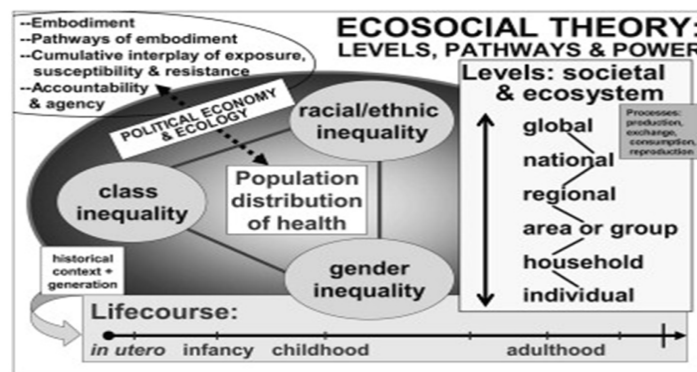 --Embodiment
--Pathways of embodiment
--Cumulative interplay of exposure,
susceptibility & resistance
--Accountability
& agency
ECOSOCIAL THEORY:
LEVELS, PATHWAYS & POWER
POLITICAL ECONOMY
& ECOLOGY
racial/ethnic
inequality
class
inequality
Population
distribution
of health
gender
inequality
historical
context +
generation
Levels: societal
& ecosystem
Processes:
production,
exchange,
consumption,
reproduction
global
national
regional
area or group
household
individual
Lifecourse:
in utero infancy childhood adulthood